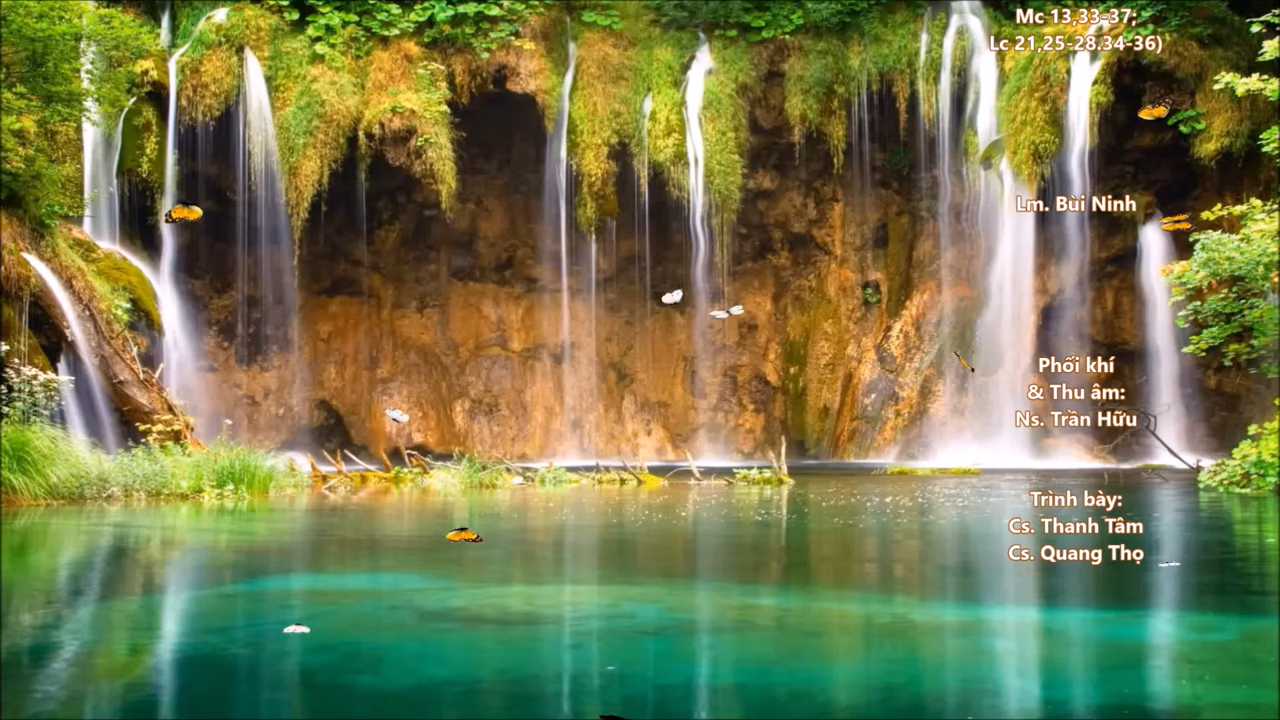 Mc 13,33-37;
Lc 21,25-28.34-36)
Lm. Bùi Ninh
Phối khí
& Thu âm:
Ns. Trần Hữu
Trình bày:
Cs. Thanh Tâm
Cs. Quang Thọ